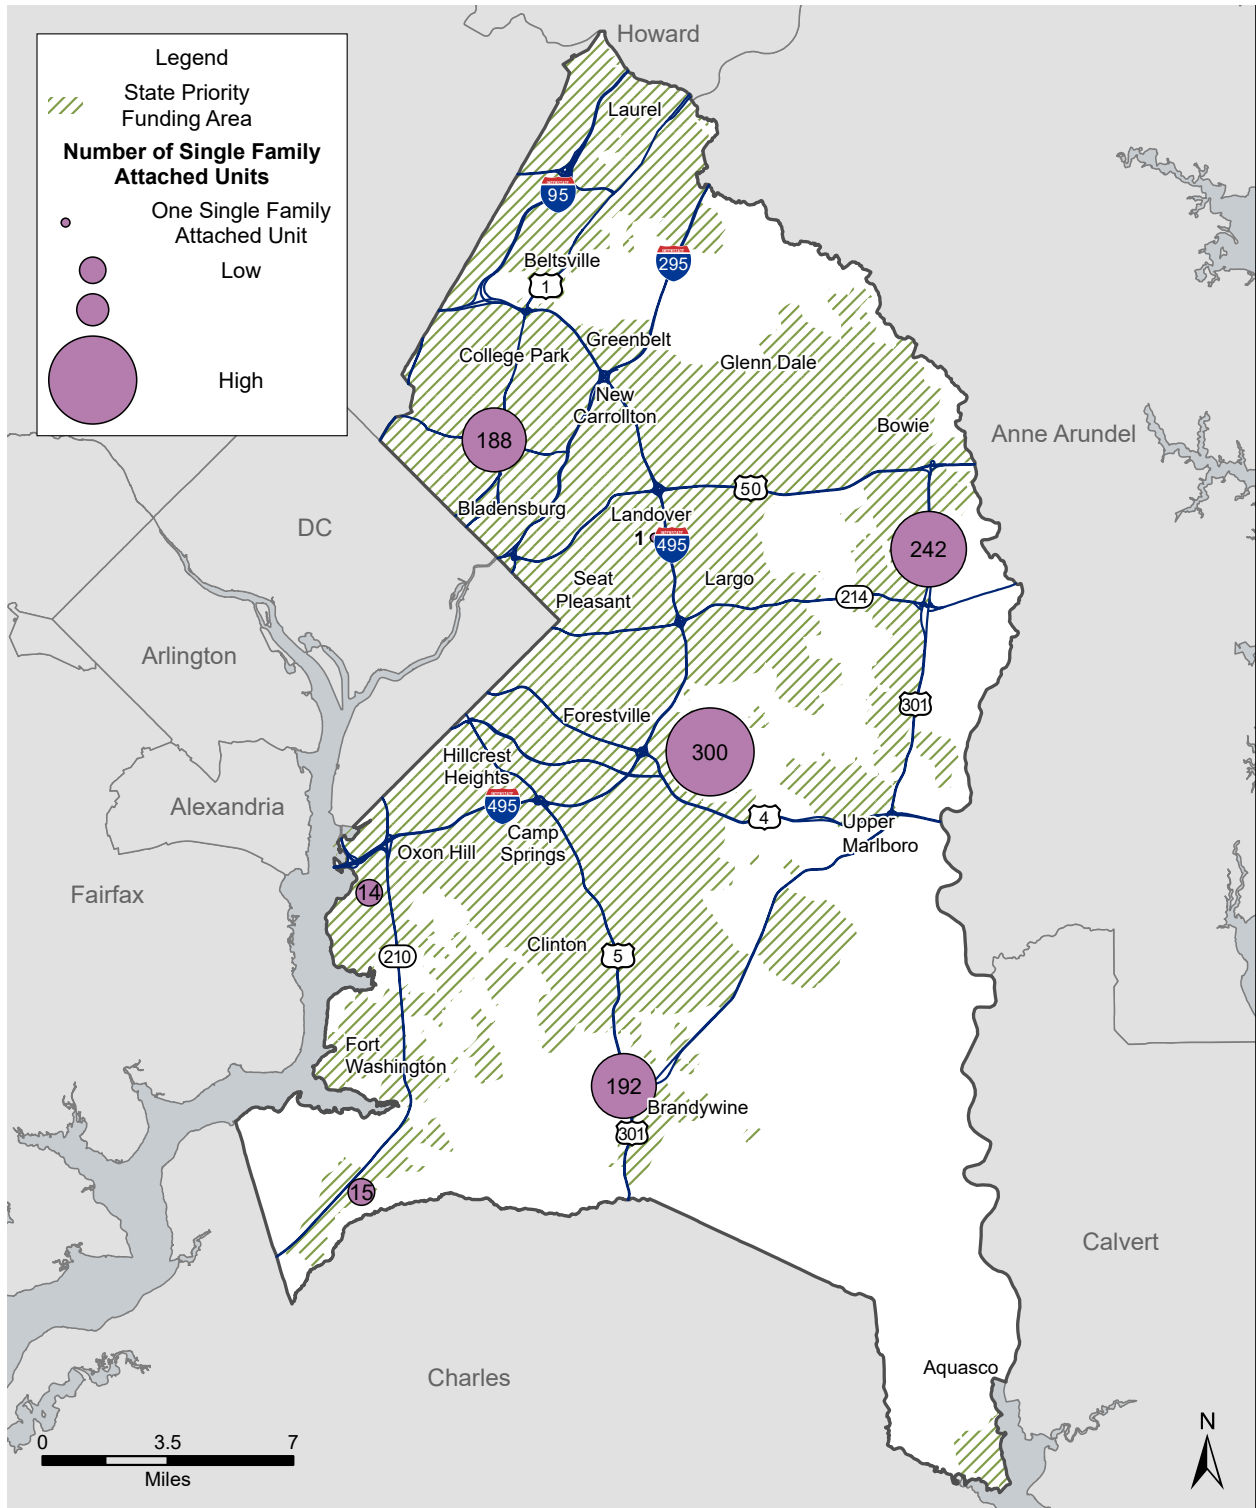 Howard
Legend
State Priority
Funding Area
Number of Single Family
Attached Units
One Single Family
Attached Unit
Low
High
Laurel
95
Beltsville
295
1
Greenbelt
College Park
Glenn Dale
New
Carrollton
Bowie
Anne Arundel
188
50
Bladensburg
Landover
DC
1
495
242
Seat
Pleasant
Largo
214
Arlington
301
Forestville
300
Hillcrest
Heights
495
Alexandria
4
Upper
Marlboro
Camp
Springs
Oxon Hill
Fairfax
14
Clinton
210
5
Fort
Washington
192
Brandywine
301
15
Calvert
Aquasco
Charles
N
0 3.5 7
Miles